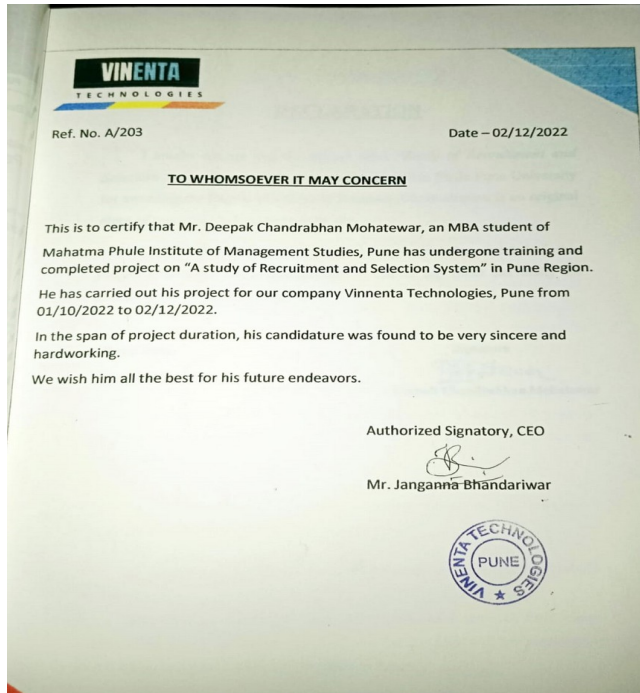 VINENTA
TECHNOLOGIES
Ref. No. A/203
Date – 02/12/2022
TO WHOMSOEVER IT MAY CONCERN
This is to certify that Mr. Deepak Chandrabhan Mohatewar, an MBA student of
Mahatma Phule Institute of Management Studies, Pune has undergone training and
completed project on “A study of Recruitment and Selection System” in Pune Region.
He has carried out his project for our company Vinnenta Technologies, Pune from
01/10/2022 to 02/12/2022.
In the span of project duration, his candidature was found to be very sincere and
hardworking.
We wish him all the best for his future endeavors.
Authorized Signatory, CEO
Mr. Janganna Bhandariwar
VINENTA TECHNOLOGIES
PUNE